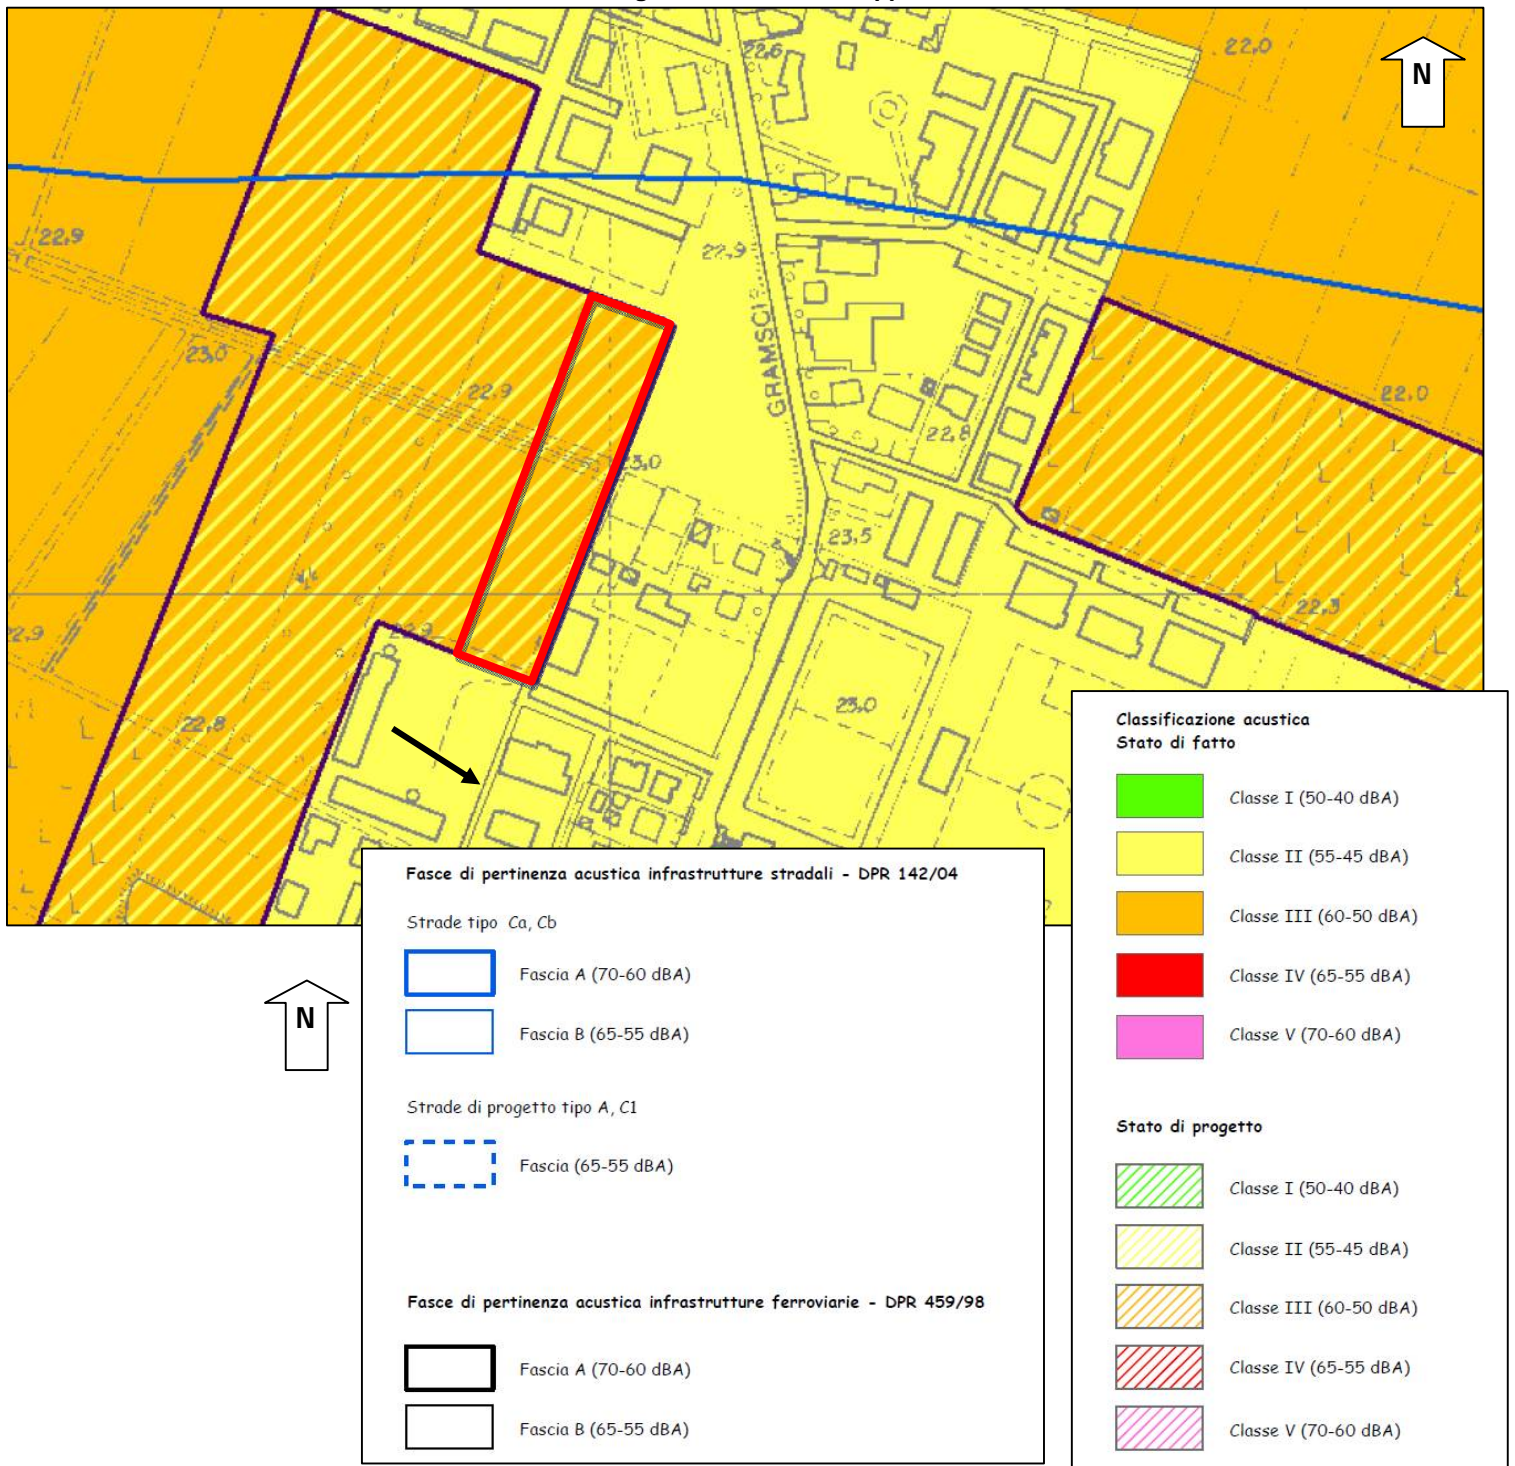 22,6
22,0
N
22,9
22,9
GRAMSCI
23,0
22,9
22,0
22,8
23,0
23,5
22,3
22,9
22,9
23,0
22,8
Classificazione acustica
Stato di fatto
Classe I (50-40 dBA)
Classe II (55-45 dBA)
Classe III (60-50 dBA)
Classe IV (65-55 dBA)
Classe V (70-60 dBA)
Stato di progetto
Classe I (50-40 dBA)
Classe II (55-45 dBA)
Classe III (60-50 dBA)
Classe IV (65-55 dBA)
Classe V (70-60 dBA)
N
Fasce di pertinenza acustica infrastrutture stradali - DPR 142/04
Strade tipo Ca, Cb
Fascia A (70-60 dBA)
Fascia B (65-55 dBA)
Strade di progetto tipo A, C1
Fascia (65-55 dBA)
Fasce di pertinenza acustica infrastrutture ferroviarie - DPR 459/98
Fascia A (70-60 dBA)
Fascia B (65-55 dBA)